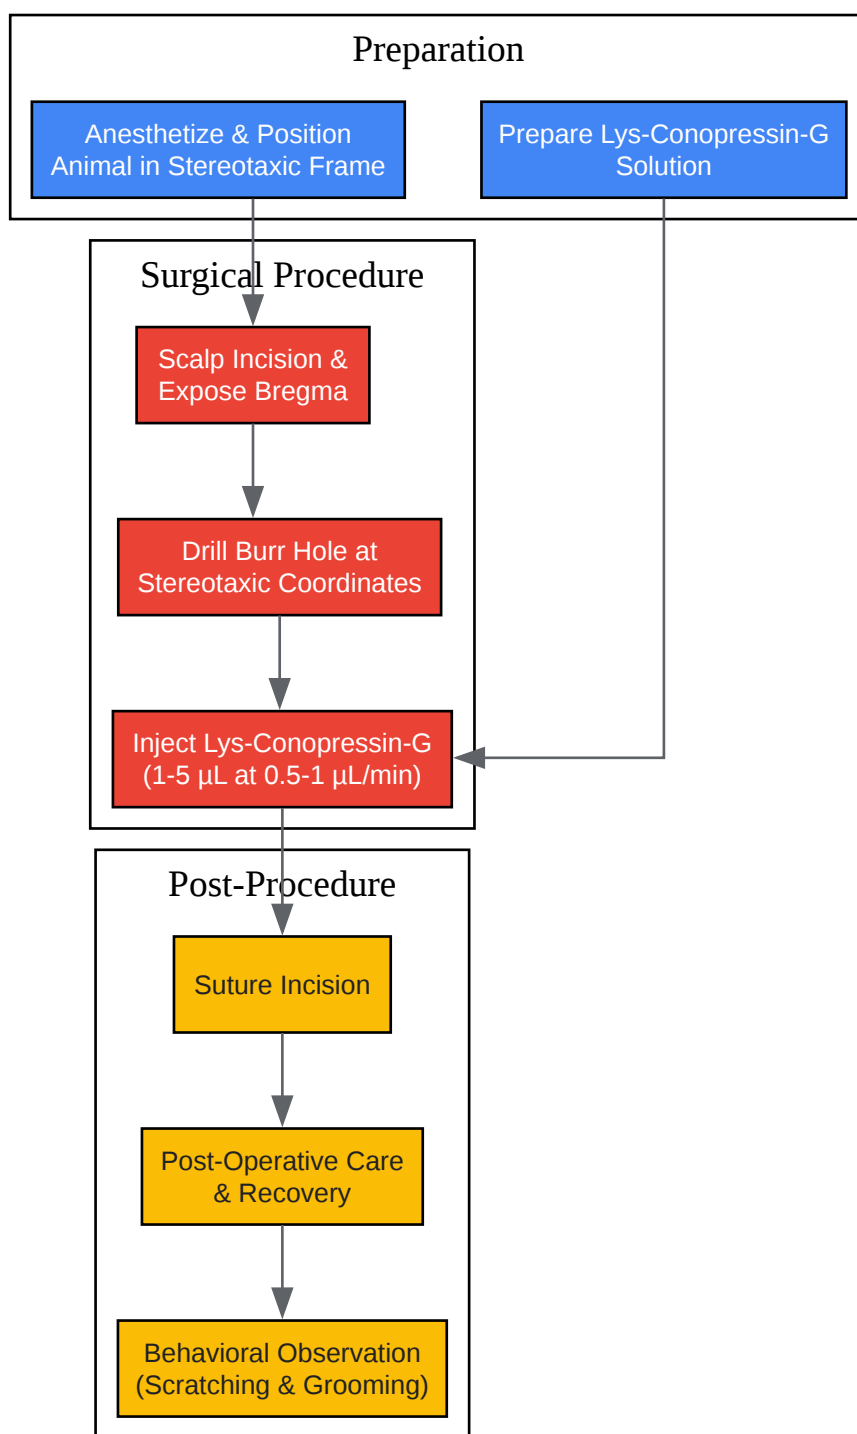 Preparation
Anesthetize & Position
Animal in Stereotaxic Frame
Prepare Lys-Conopressin-G
Solution
Surgical Procedure
Scalp Incision &
Expose Bregma
Drill Burr Hole at
Stereotaxic Coordinates
Inject Lys-Conopressin-G
(1-5 µL at 0.5-1 µL/min)
Post-Procedure
Suture Incision
Post-Operative Care
& Recovery
Behavioral Observation
(Scratching & Grooming)